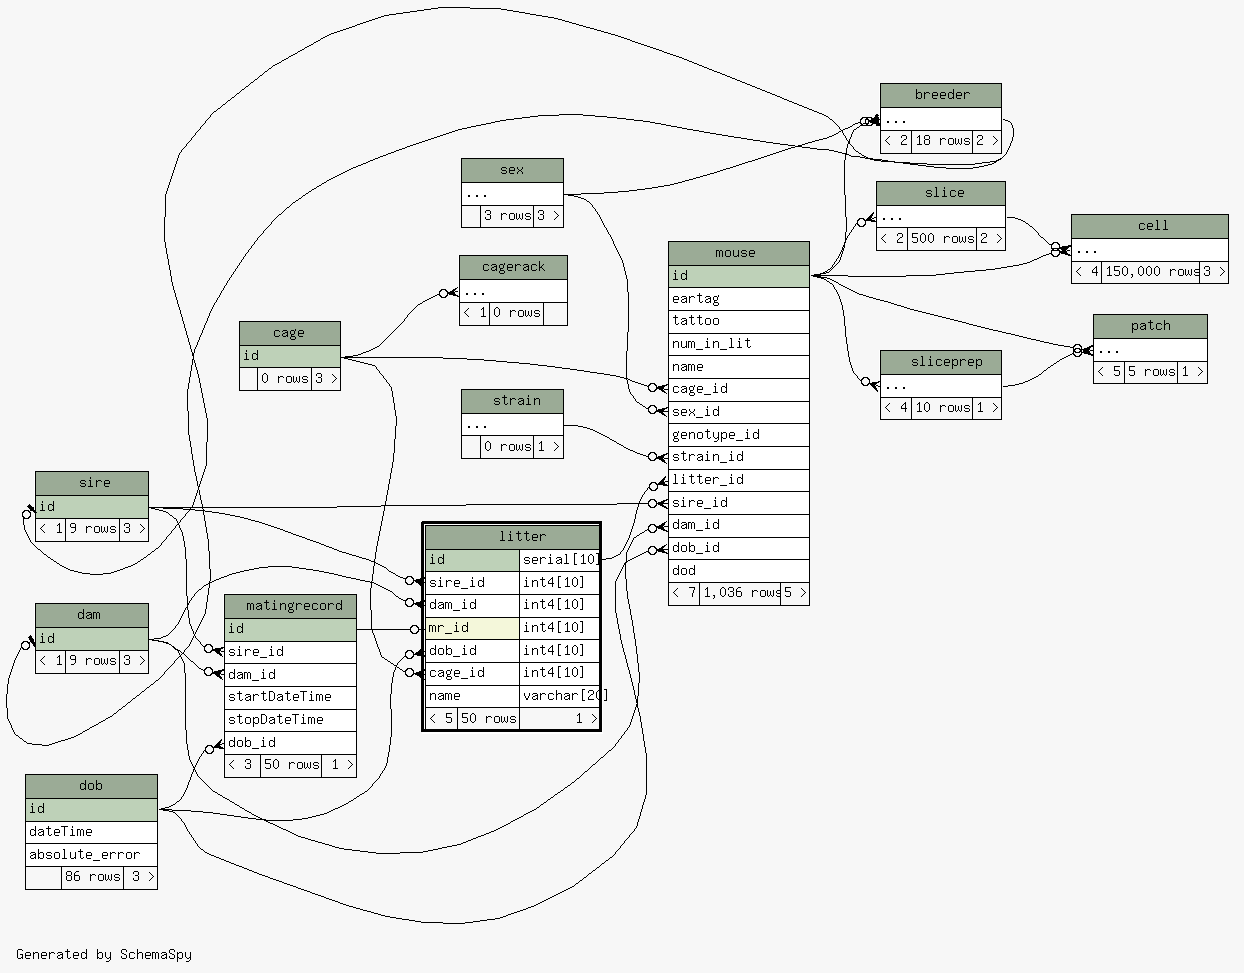 breeder
...
< 2 18 rows 2 >
sex
...
3 rows 3 >
slice
...
< 2 500 rows 2 >
cell
...
< 4 150,000 rows 3 >
cagerack
...
< 1 0 rows
mouse
id
eartag
tattoo
num_in_lit
name
cage_id
sex_id
genotype_id
strain_id
litter_id
sire_id
dam_id
dob_id
dod
< 7 1,036 rows 5 >
patch
...
< 5 5 rows 1 >
sliceprep
...
< 4 10 rows 1 >
cage
id
0 rows 3 >
strain
...
0 rows 1 >
sire
id
< 1 9 rows 3 >
litter
id serial[10]
sire_id int4[10]
dam_id int4[10]
mr_id int4[10]
dob_id int4[10]
cage_id int4[10]
name varchar[20]
< 5 50 rows 1 >
dam
id
< 1 9 rows 3 >
matingrecord
id
sire_id
dam_id
startDateTime
stopDateTime
dob_id
< 3 50 rows 1 >
dob
id
dateTime
absolute_error
86 rows 3 >
Generated by SchemaSpy